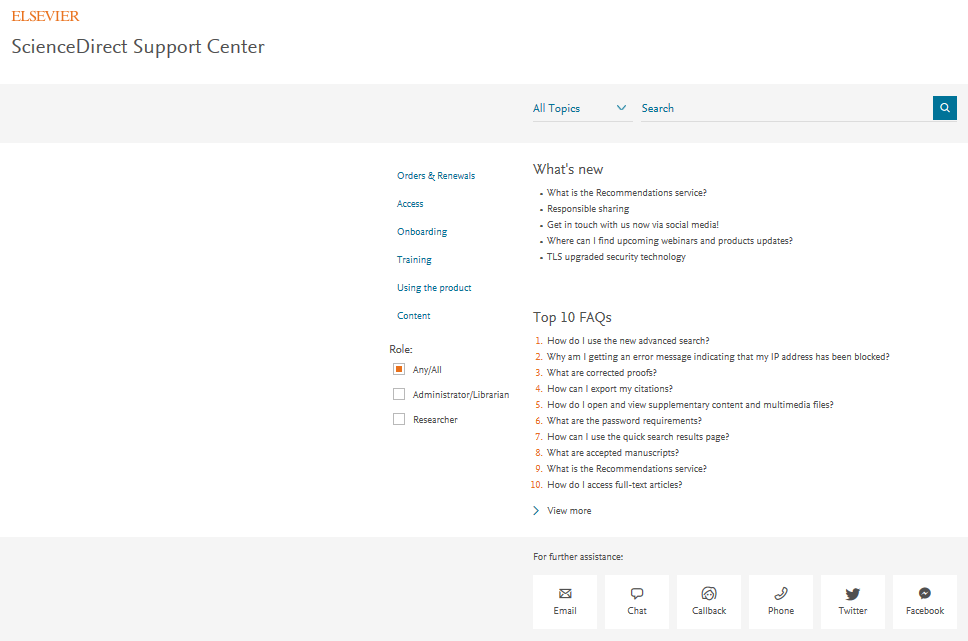 ELSEVIER
ScienceDirect Support Center
All Topics
Search
Orders & Renewals
Access
Onboarding
Training
Using the product
Content
Role:
Any/All
Administrator/Librarian
Researcher
What's new
• What is the Recommendations service?
• Responsible sharing
• Get in touch with us now via social media!
• Where can I find upcoming webinars and products updates?
• TLS upgraded security technology
Top 10 FAQs
1. How do I use the new advanced search?
2. Why am I getting an error message indicating that my IP address has been blocked?
3. What are corrected proofs?
4. How can I export my citations?
5. How do I open and view supplementary content and multimedia files?
6. What are the password requirements?
7. How can I use the quick search results page?
8. What are accepted manuscripts?
9. What is the Recommendations service?
10. How do I access full-text articles?
View more
For further assistance:
Email
Chat
Callback
Phone
Twitter
Facebook